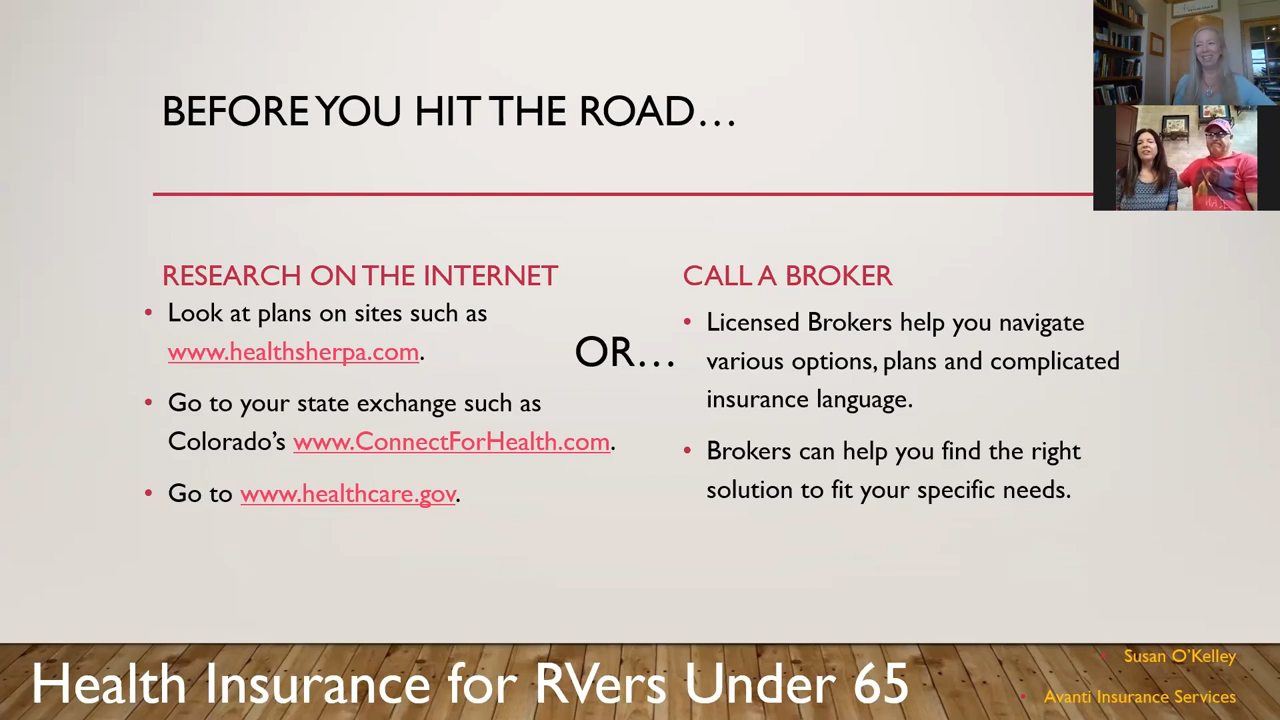 BEFORE YOU HIT THE ROAD…
RESEARCH ON THE INTERNET
• Look at plans on sites such as
www.healthsherpa.com.
• Go to your state exchange such as
Colorado’s www.ConnectForHealth.com.
• Go to www.healthcare.gov.
OR…
CALL A BROKER
• Licensed Brokers help you navigate
various options, plans and complicated
insurance language.
• Brokers can help you find the right
solution to fit your specific needs.
Health Insurance for RVers Under 65
• Susan O’Kelley
• Avanti Insurance Services